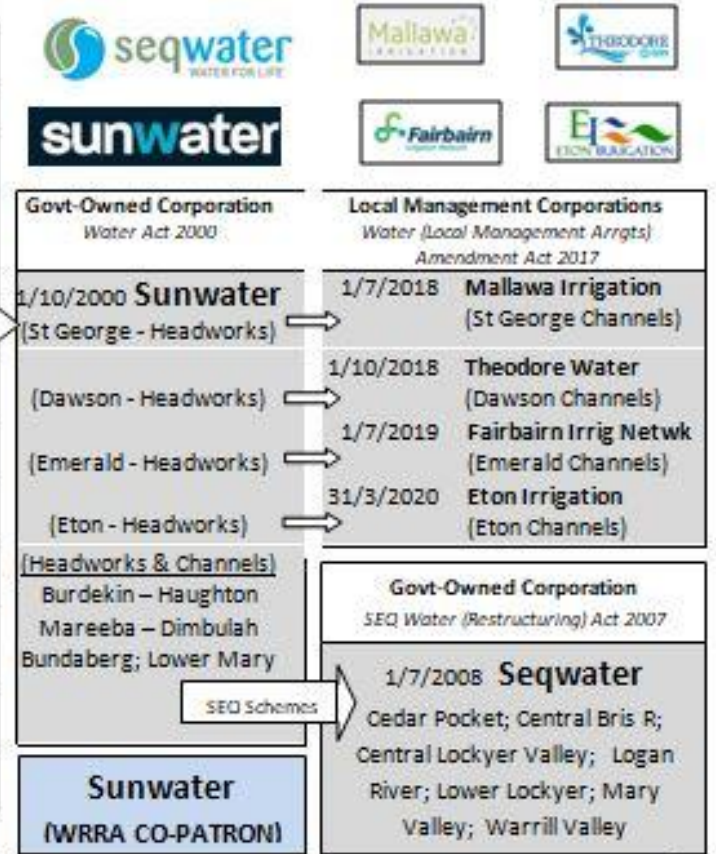 seqwater
WATER FOR LIFE
Mallawa
IRRIGATION
THEODORE
sunwater
Fairbairn
ETON IRRIGATION
Govt-Owned Corporation
Water Act 2000
1/10/2000 Sunwater
(St George - Headworks)
(Dawson - Headworks)
(Emerald - Headworks)
(Eton - Headworks)
(Headworks & Channels)
Burdekin – Haughton
Mareeba – Dimbulah
Bundaberg; Lower Mary
SEQ Schemes
Sunwater
(WRRA CO-PATRON)
Local Management Corporations
Water (Local Management Arrgts)
Amendment Act 2017
1/7/2018 Mallawa Irrigation
(St George Channels)
1/10/2018 Theodore Water
(Dawson Channels)
1/7/2019 Fairbairn Irrig Netwk
(Emerald Channels)
31/3/2020 Eton Irrigation
(Eton Channels)
Govt-Owned Corporation
SEQ Water (Restructuring) Act 2007
1/7/2008 Seqwater
Cedar Pocket; Central Bris R;
Central Lockyer Valley; Logan
River; Lower Lockyer; Mary
Valley; Warrill Valley